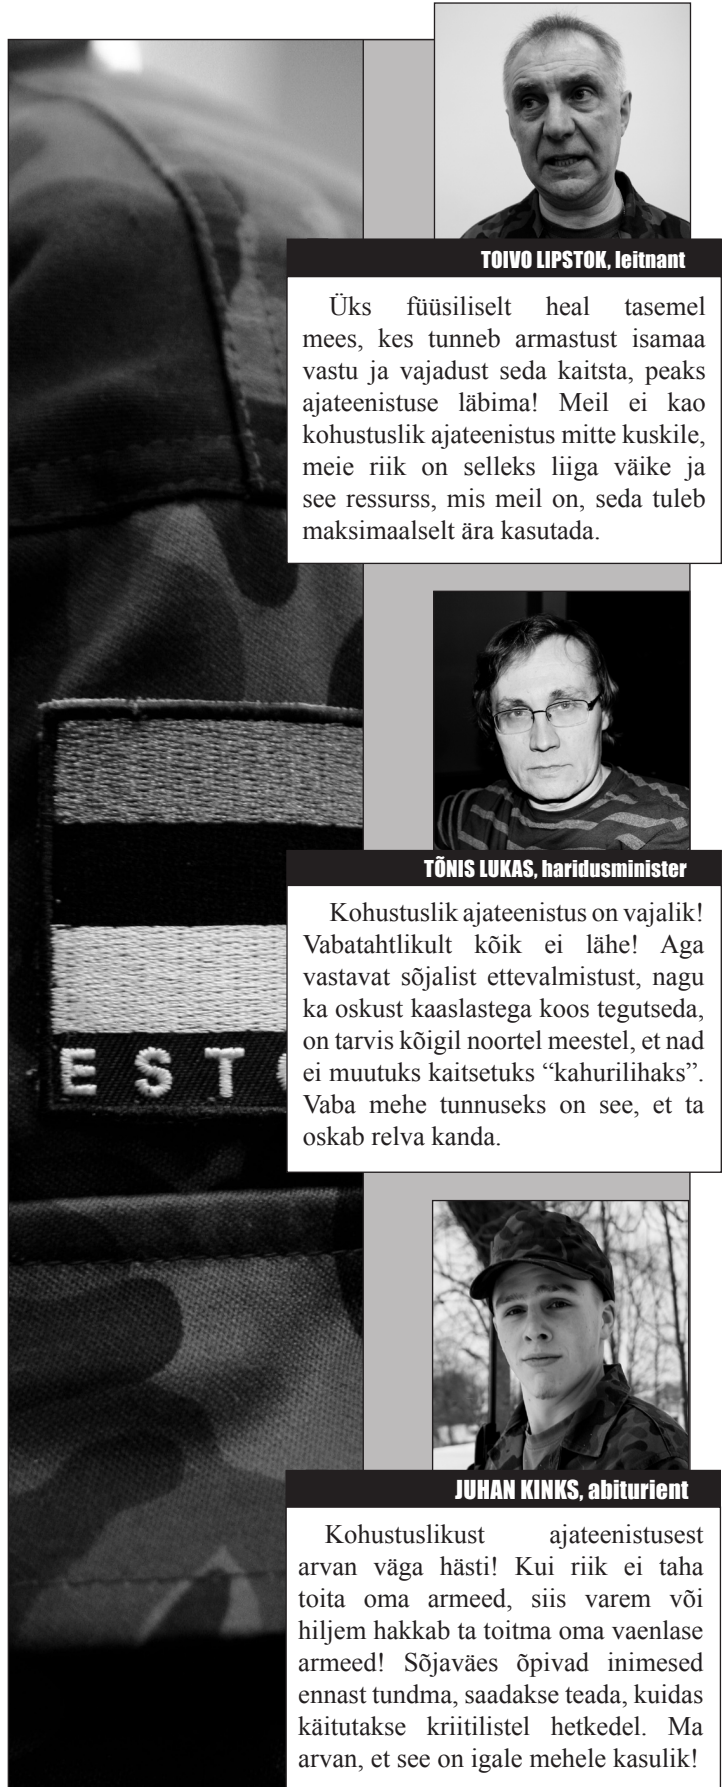 TOIVO LIPSTOK, leitnant
Üks füüsiliselt heal tasemel
mees, kes tunneb armastust isamaa
vastu ja vajadust seda kaitsta, peaks
ajateenistuse läbima! Meil ei kao
kohustuslik ajateenistus mitte kuskile,
meie riik on selleks liiga väike ja
see ressurss, mis meil on, seda tuleb
maksimaalselt ära kasutada.
TÕNIS LUKAS, haridusminister
Kohustuslik ajateenistus on vajalik!
Vabatahtlikult kõik ei lähe! Aga
vastavat sõjalist ettevalmistust, nagu
ka oskust kaaslastega koos tegutseda,
on tarvis kõigil noortel meestel, et nad
ei muutuks kaitsetuks “kahurilihaks”.
Vaba mehe tunnuseks on see, et ta
oskab relva kanda.
EST
JUHAN KINKS, abiturient
Kohustuslikust ajateenistusest
arvan väga hästi! Kui riik ei taha
toita oma armeed, siis varem või
hiljem hakkab ta toitma oma vaenlase
armeed! Sõjaväes õpivad inimesed
ennast tundma, saadakse teada, kuidas
käitutakse kriitilistel hetkedel. Ma
arvan, et see on igale mehele kasulik!